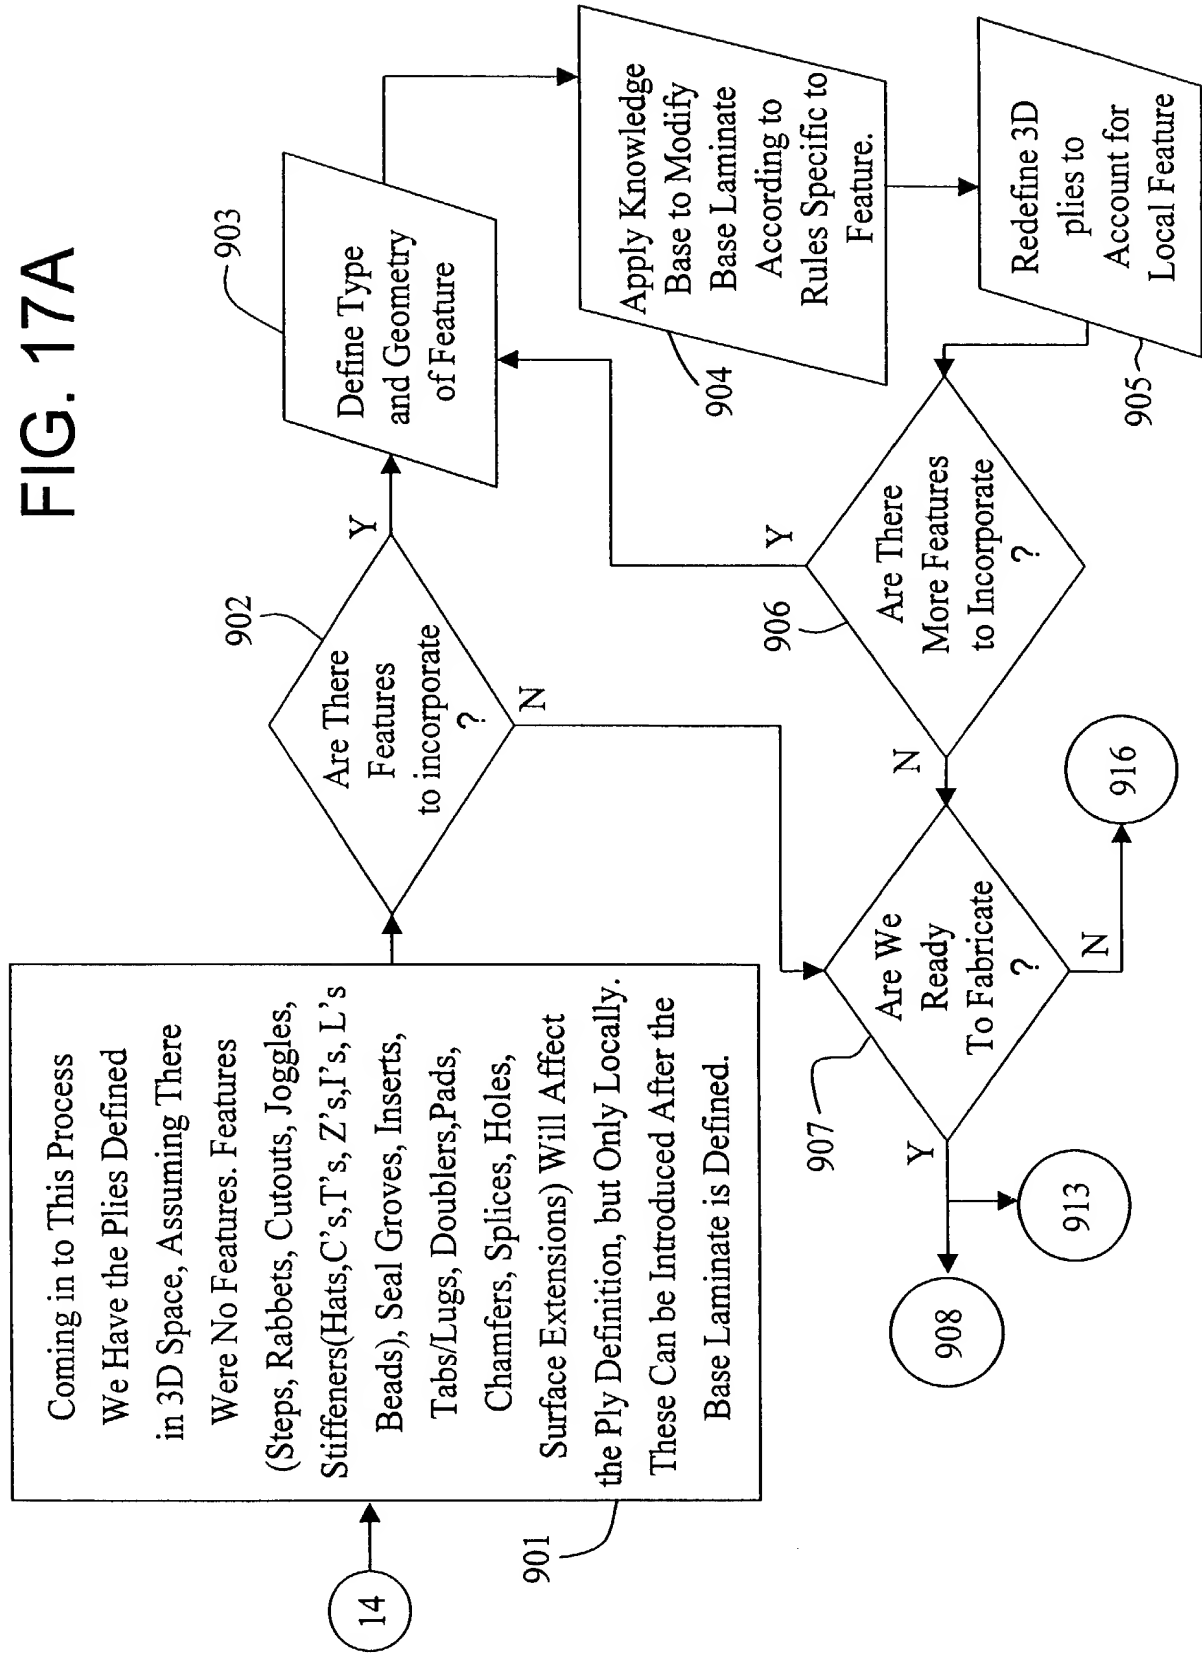 FIG. 17A
14
901
Coming in to This Process
We Have the Plies Defined
in 3D Space, Assuming There
Were No Features. Features
(Steps, Rabbets, Cutouts, Joggles,
Stiffeners(Hats,C's,T's, Z's,I's, L's
Beads), Seal Groves, Inserts,
Tabs/Lugs, Doublers,Pads,
Chamfers, Splices, Holes,
Surface Extensions) Will Affect
the Ply Definition, but Only Locally.
These Can be Introduced After the
Base Laminate is Defined.
902
Are There
Features
to incorporate
?
Y
N
903
Define Type
and Geometry
of Feature
904
Apply Knowledge
Base to Modify
Base Laminate
According to
Rules Specific to
Feature.
905
Redefine 3D
plies to
Account for
Local Feature
906
Are There
More Features
to Incorporate
?
Y
N
907
Are We
Ready
To Fabricate
?
Y
N
908
913
916